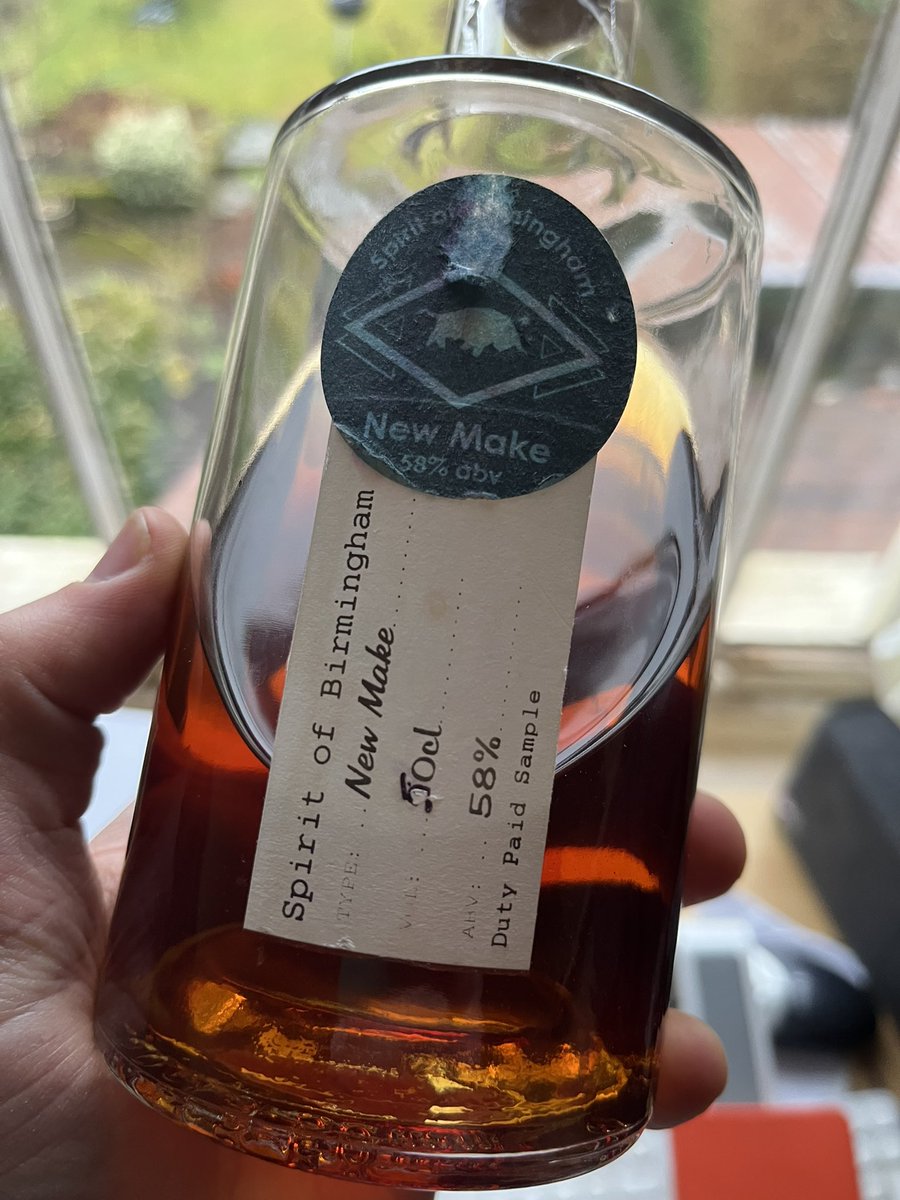 Spirit of Birmingham
New Make
58% abv
Spirit of Birmingham
TYPE: New Make
VOL: 50cl
ABV: 58%
Duty Paid Sample